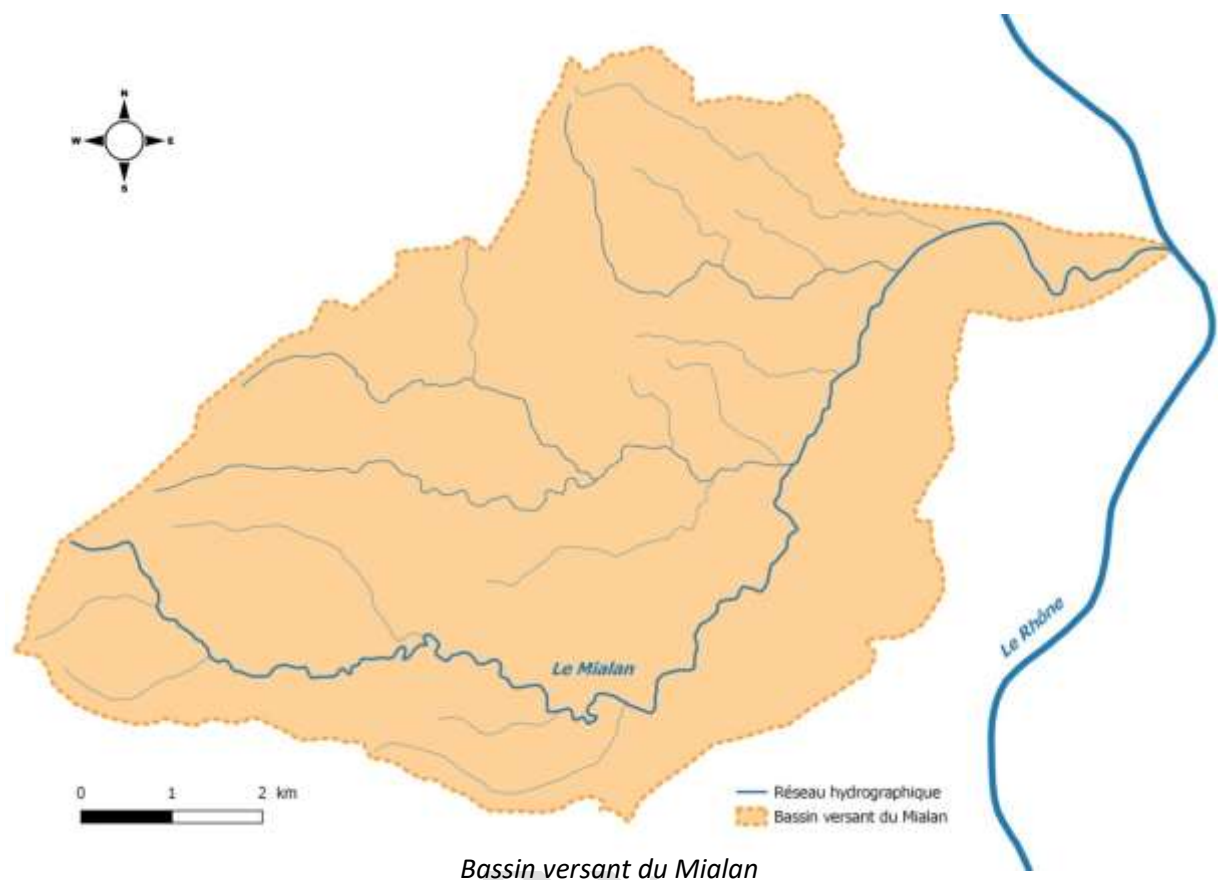 N
W E
S
Le Mialan
Le Rhône
0 1 2 km
Réseau hydrographique
Bassin versant du Mialan
Bassin versant du Mialan